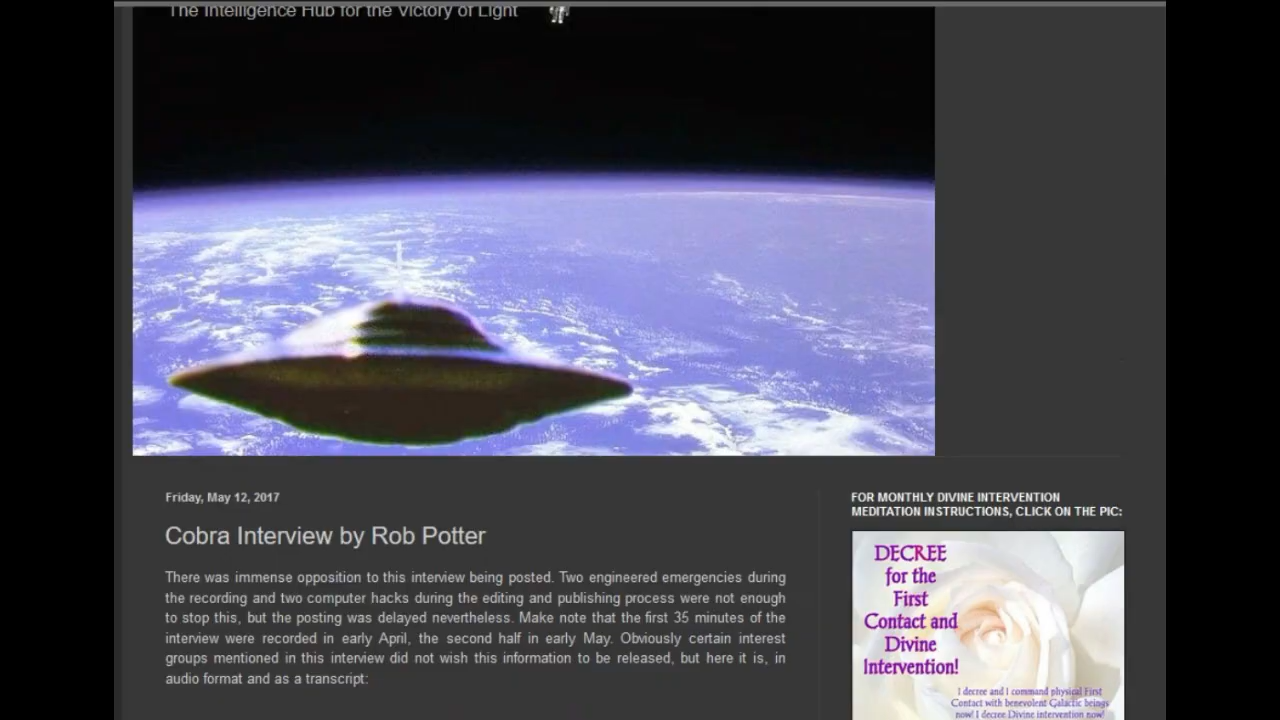 The Intelligence Hub for the Victory of Light
Friday, May 12, 2017
Cobra Interview by Rob Potter
There was immense opposition to this interview being posted. Two engineered emergencies during
the recording and two computer hacks during the editing and publishing process were not enough
to stop this, but the posting was delayed nevertheless. Make note that the first 35 minutes of the
interview were recorded in early April, the second half in early May. Obviously certain interest
groups mentioned in this interview did not wish this information to be released, but here it is, in
audio format and as a transcript:
FOR MONTHLY DIVINE INTERVENTION
MEDITATION INSTRUCTIONS, CLICK ON THE PIC:
DECREE
for the
First
Contact and
Divine
Intervention!
I decree and I command physical First
Contact with benevolent Galactic beings
now! I decree Divine intervention now!